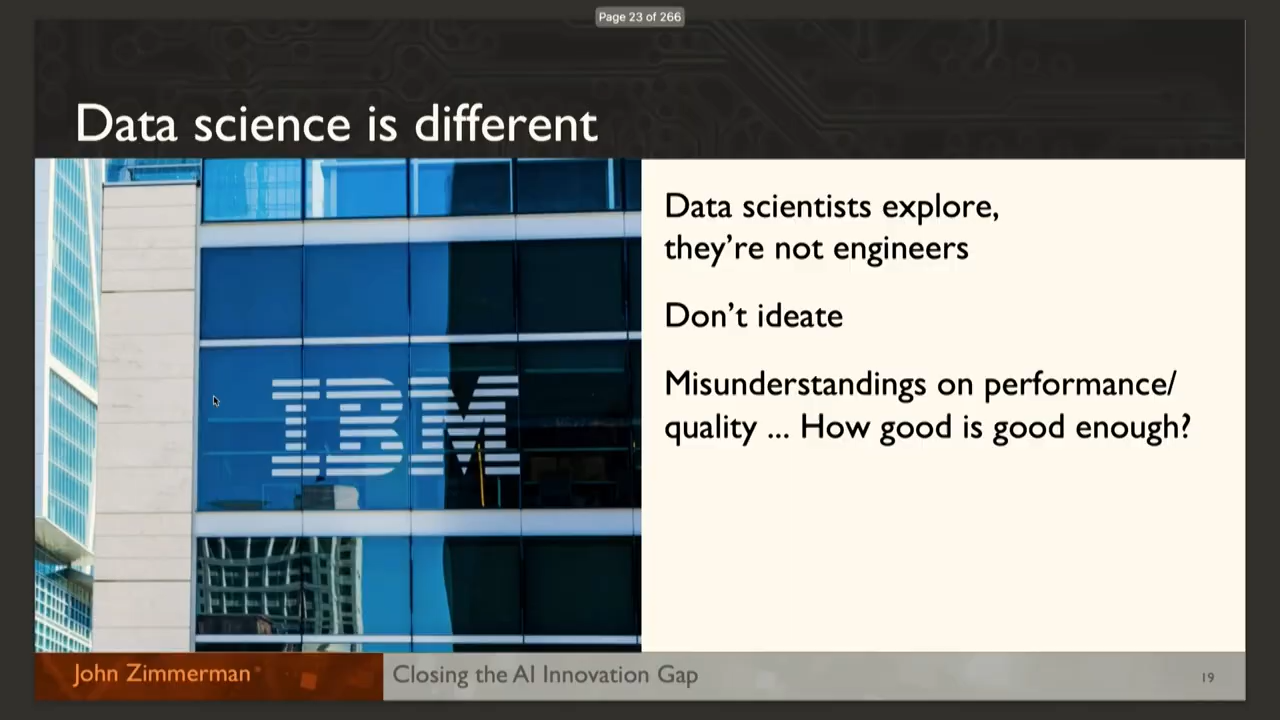 Page 23 of 266
Data science is different
IBM
Data scientists explore,
they're not engineers
Don't ideate
Misunderstandings on performance/
quality ... How good is good enough?
John Zimmerman
Closing the AI Innovation Gap
19